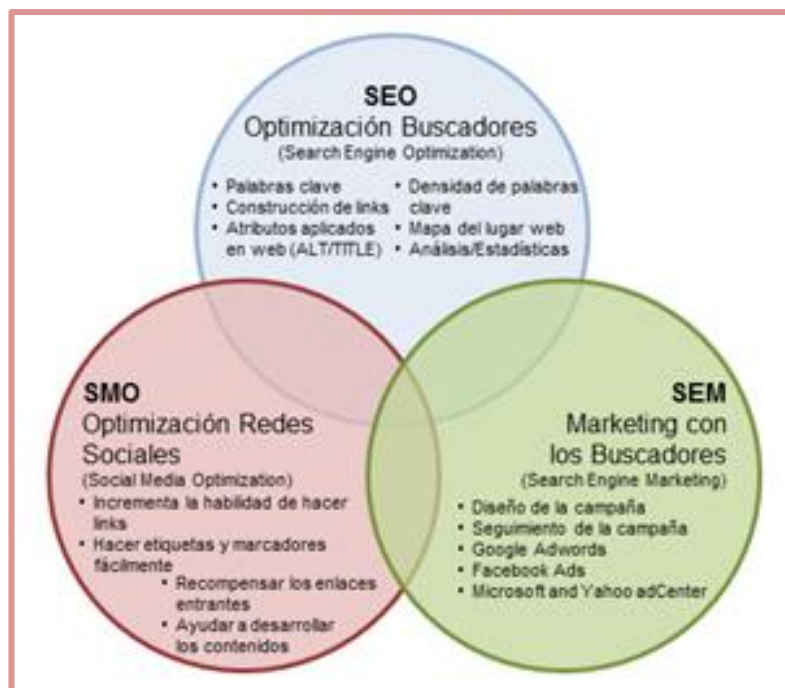 SEO
Optimización Buscadores
(Search Engine Optimization)
• Palabras clave
• Construcción de links
• Atributos aplicados
en web (ALT/TITLE)
• Densidad de palabras
clave
• Mapa del lugar web
• Análisis/Estadísticas
SMO
Optimización Redes
Sociales
(Social Media Optimization)
• Incrementa la habilidad de hacer
links
• Hacer etiquetas y marcadores
fácilmente
• Recompensar los enlaces
entrantes
• Ayudar a desarrollar
los contenidos
SEM
Marketing con
los Buscadores
(Search Engine Marketing)
• Diseño de la campaña
• Seguimiento de la campaña
• Google Adwords
• Facebook Ads
• Microsoft and Yahoo adCenter